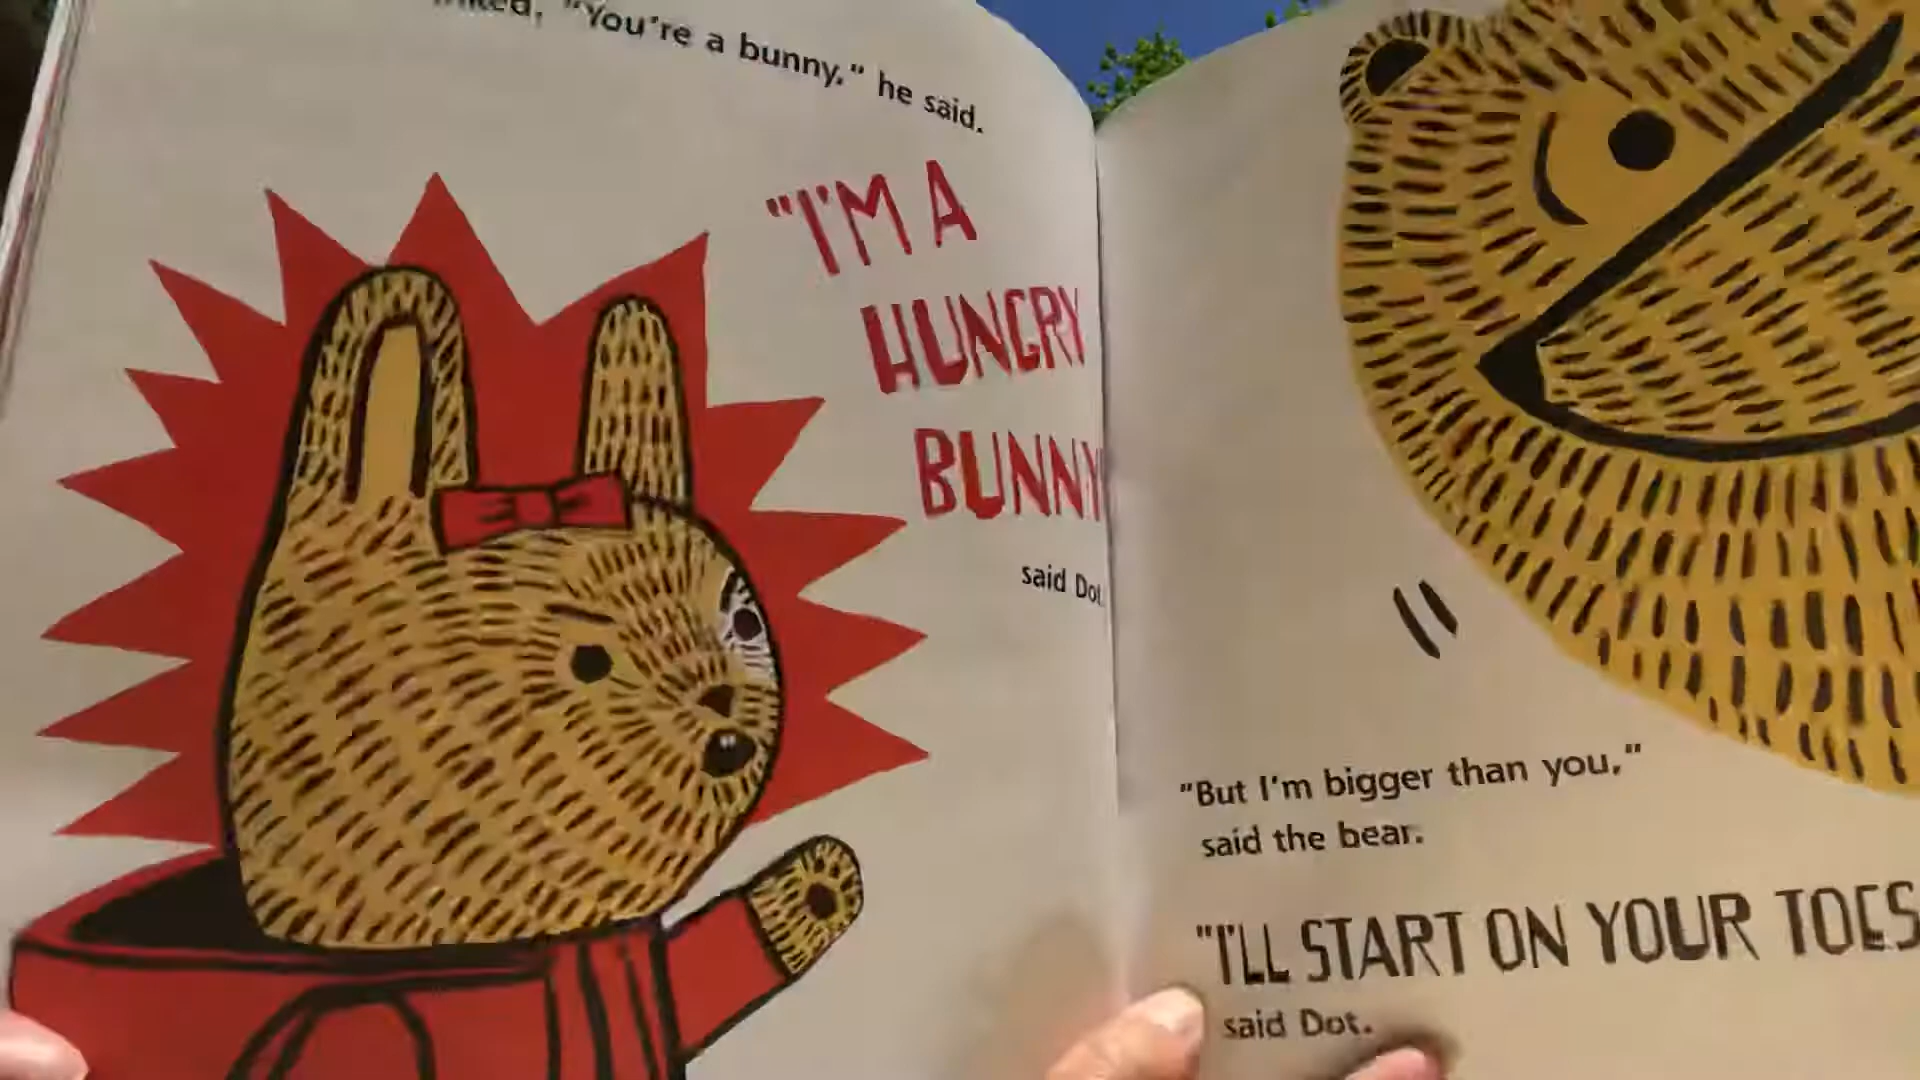 "You're a bunny," he said.
"I'M A
HUNGRY
BUNNY
said Dot.
"But I'm bigger than you,"
said the bear.
"I'LL START ON YOUR TOES
said Dot.